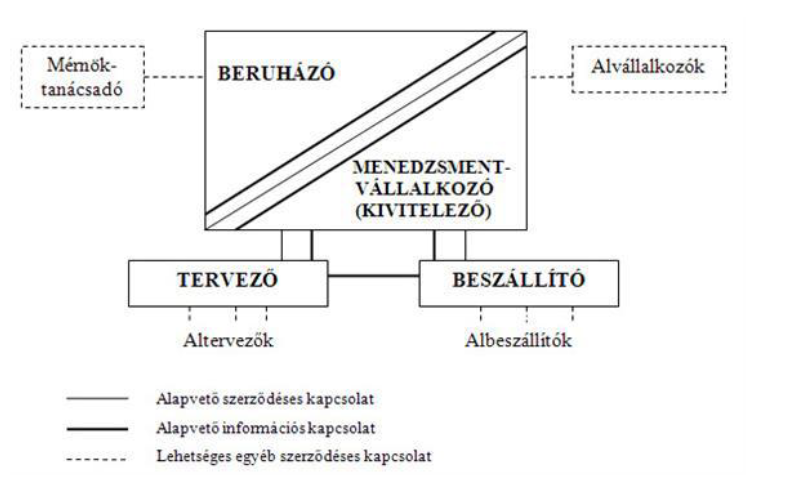 Mérnök-
tanácsadó
BERUHÁZÓ
Alvállalkozók
MENEDZSMENT-
VÁLLALKOZÓ
(KIVITELEZŐ)
TERVEZŐ
BESZÁLLÍTÓ
Altervezők
Albeszállítók
Alapvető szerződéses kapcsolat
Alapvető információs kapcsolat
Lehetséges egyéb szerződéses kapcsolat